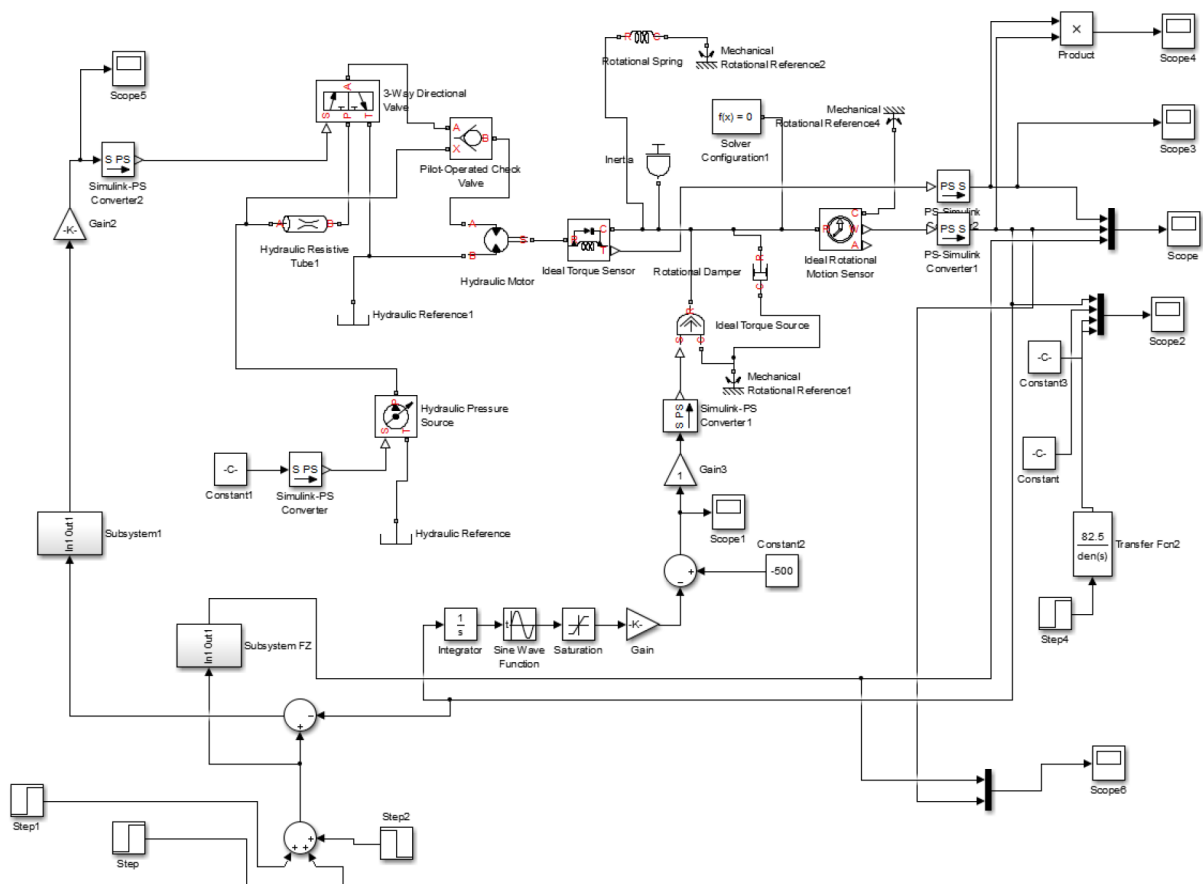 Scope5
S PS
Simulink-PS
Converter2
-K-
Gain2
A
S
P
T
3-Way Directional
Valve
A
X
B
Pilot-Operated Check
Valve
A
B
Hydraulic Resistive
Tube1
A
B
S
Hydraulic Motor
Hydraulic Reference1
R
C
T
Ideal Torque Sensor
R
C
Rotational Spring
Mechanical
Rotational Reference2
Inertia
f(x) = 0
Solver
Configuration1
Mechanical
Rotational Reference4
R
C
W
A
Ideal Rotational
Motion Sensor
PS S
PS-Simulink
PS S
PS-Simulink
Converter1
×
Product
Scope4
Scope3
Scope
Rotational Damper
R
C
R
S
C
Ideal Torque Source
Mechanical
Rotational Reference1
S PS
Simulink-PS
Converter1
1
Gain3
Scope1
Constant2
-500
+
−
P
S
T
Hydraulic Pressure
Source
-C-
Constant1
S PS
Simulink-PS
Converter
Hydraulic Reference
-C-
Constant3
Scope2
-C-
Constant
82.5
den(s)
Transfer Fcn2
Step4
In1 Out1
Subsystem1
In1 Out1
Subsystem FZ
1
s
Integrator
t
Sine Wave
Function
Saturation
-K-
Gain
−
+
Step1
Step
+
+ +
Step2
Scope6